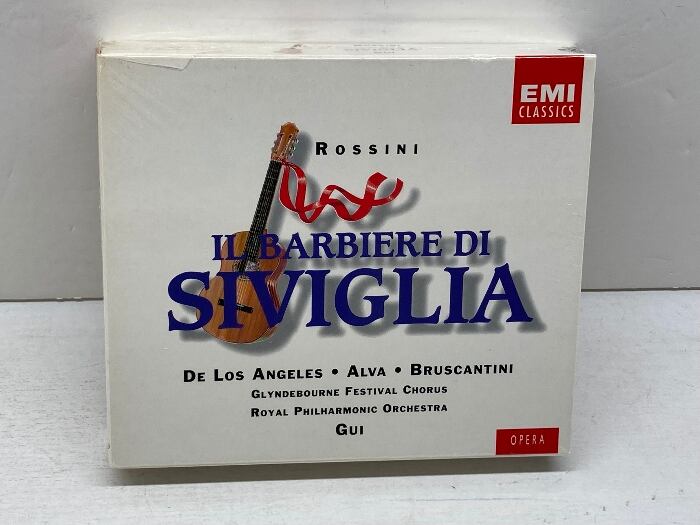 SIVIGLIA
EMI
CLASSICS
ROSSINI
IL BARBIERE DI
SIVIGLIA
DE LOS ANGELES • ALVA • BRUSCANTINI
GLYNDEBOURNE FESTIVAL CHORUS
ROYAL PHILHARMONIC ORCHESTRA
GUI
OPERA